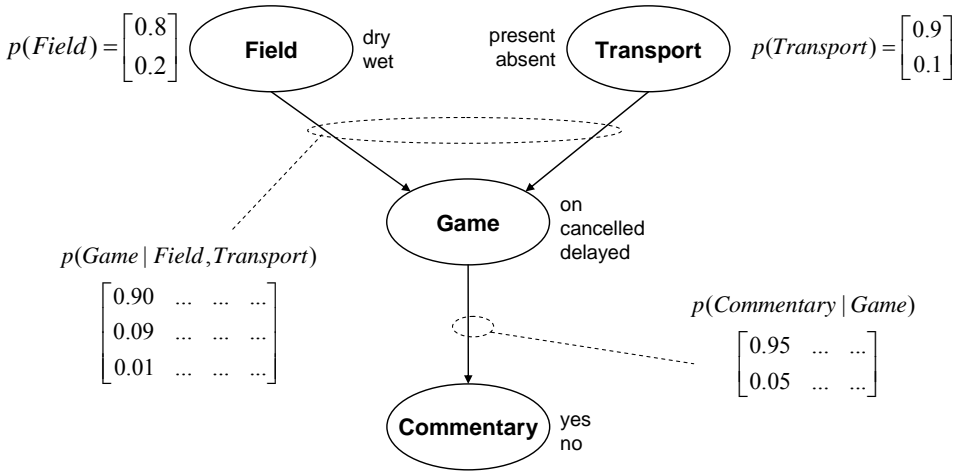 p(Field) = [0.8
0.2]
Field
dry
wet
present
absent
Transport
p(Transport) = [0.9
0.1]
Game
on
cancelled
delayed
p(Game | Field,Transport)
[0.90 ... ... ...
0.09 ... ... ...
0.01 ... ... ...]
p(Commentary | Game)
[0.95 ... ...
0.05 ... ...]
Commentary
yes
no